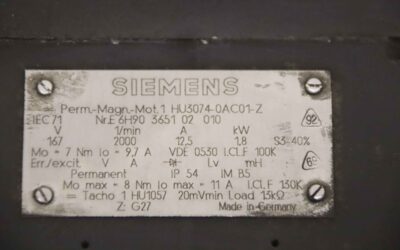 SIEMENS
= Perm.-Magn.-Mot. 1 HU3074-0AC01-Z
IEC 71 Nr.E 6H90 3651 02 010
V 1/min A kW
167 2000 12,5 1,8 S3-40%
Mo = 7 Nm Io = 9,7 A VDE 0530 I.CL.F 100K
Err./excit. V A Lv mH
Permanent IP 54 IM B5
Mo max = 8 Nm Io max = 11 A I.CL.F 130K
= Tacho 1 HU1057 20mV/min Load 13kΩ
Z: G27 Made in Germany
92